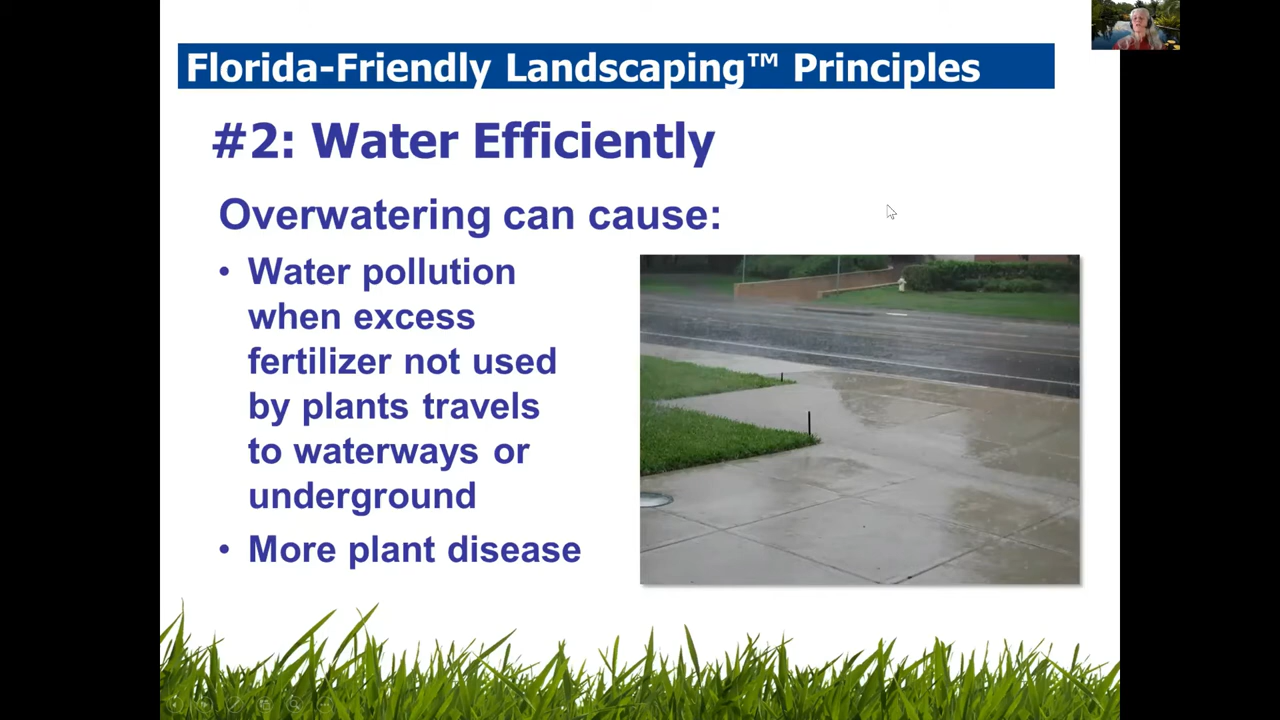 Florida-Friendly Landscaping™ Principles
#2: Water Efficiently
Overwatering can cause:
• Water pollution
when excess
fertilizer not used
by plants travels
to waterways or
underground
• More plant disease